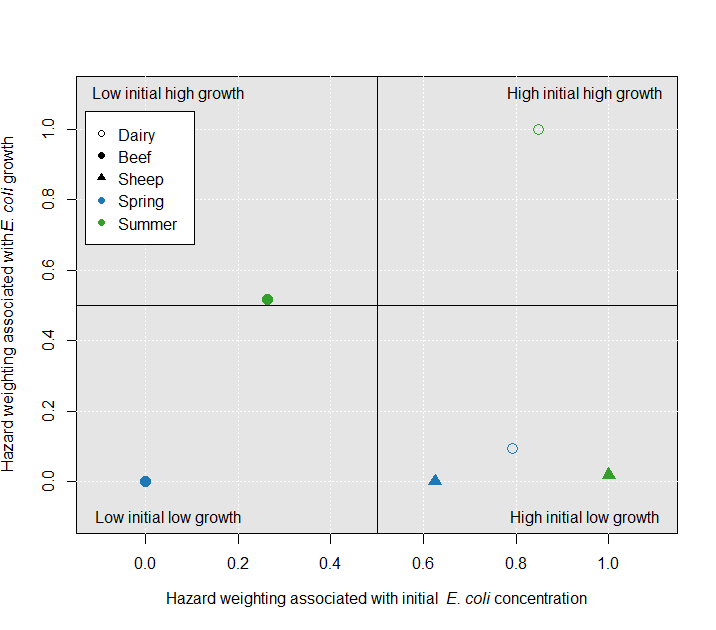 Low initial high growth
High initial high growth
Dairy
Beef
Sheep
Spring
Summer
Hazard weighting associated with E. coli growth
1.0
0.8
0.6
0.4
0.2
0.0
Low initial low growth
High initial low growth
0.0 0.2 0.4 0.6 0.8 1.0
Hazard weighting associated with initial E. coli concentration